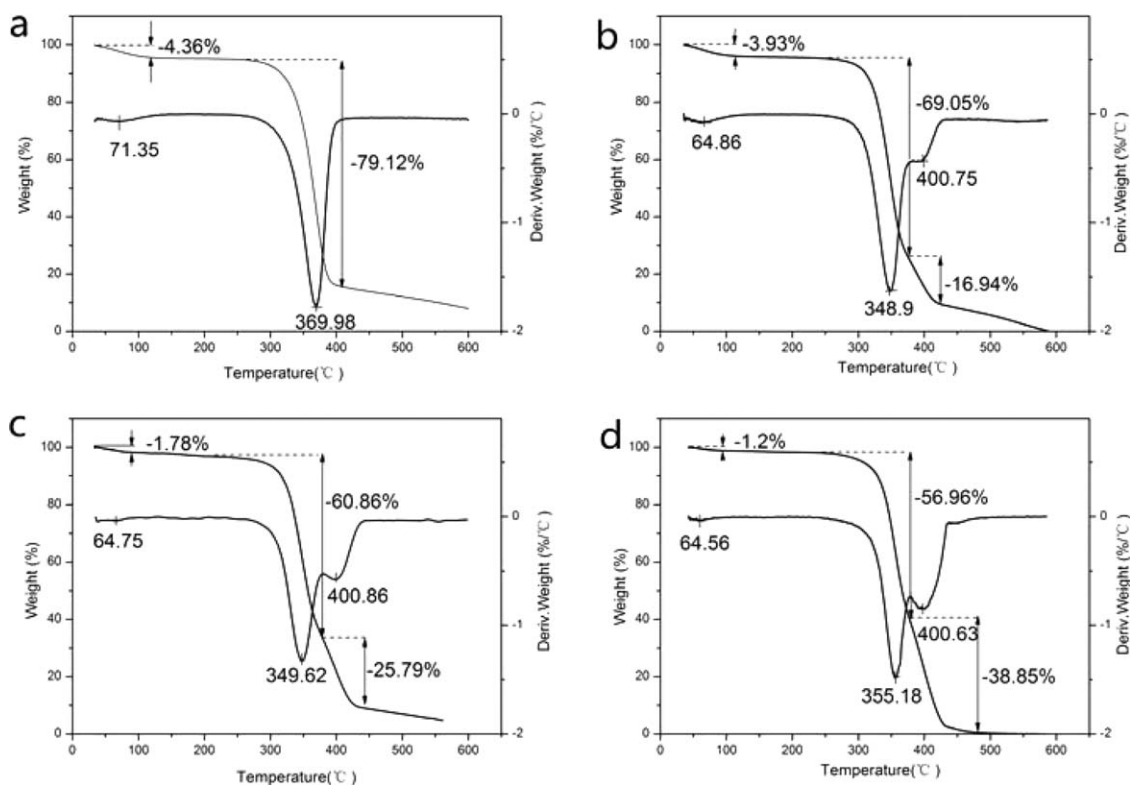 a
100
80
60
40
20
0
Weight (%)
0
-1
-2
Deriv.Weight (%/℃)
-4.36%
-79.12%
71.35
369.98
0 100 200 300 400 500 600
Temperature(℃ )
b
100
80
60
40
20
0
Weight (%)
0
-1
-2
Deriv.Weight (%/℃)
-3.93%
-69.05%
64.86
400.75
-16.94%
348.9
0 100 200 300 400 500 600
Temperature(℃ )
c
100
80
60
40
20
0
Weight (%)
0
-1
-2
Deriv.Weight (%/℃)
-1.78%
-60.86%
64.75
400.86
349.62
-25.79%
0 100 200 300 400 500 600
Temperature(℃ )
d
100
80
60
40
20
0
Weight (%)
0
-1
-2
Deriv.Weight (%/℃)
-1.2%
-56.96%
64.56
400.63
355.18
-38.85%
0 100 200 300 400 500 600
Temperature(℃ )